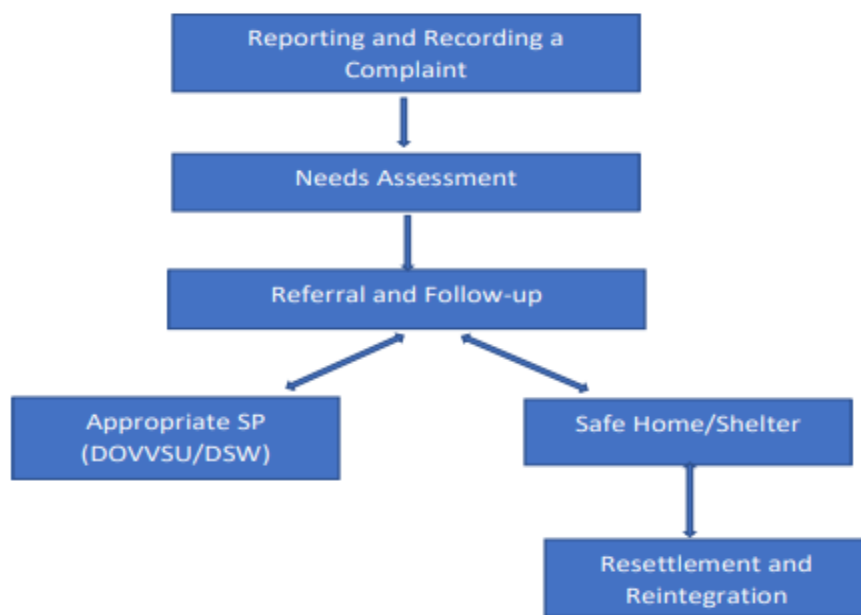 Reporting and Recording a
Complaint
Needs Assessment
Referral and Follow-up
Appropriate SP
(DOVVSU/DSW)
Safe Home/Shelter
Resettlement and
Reintegration